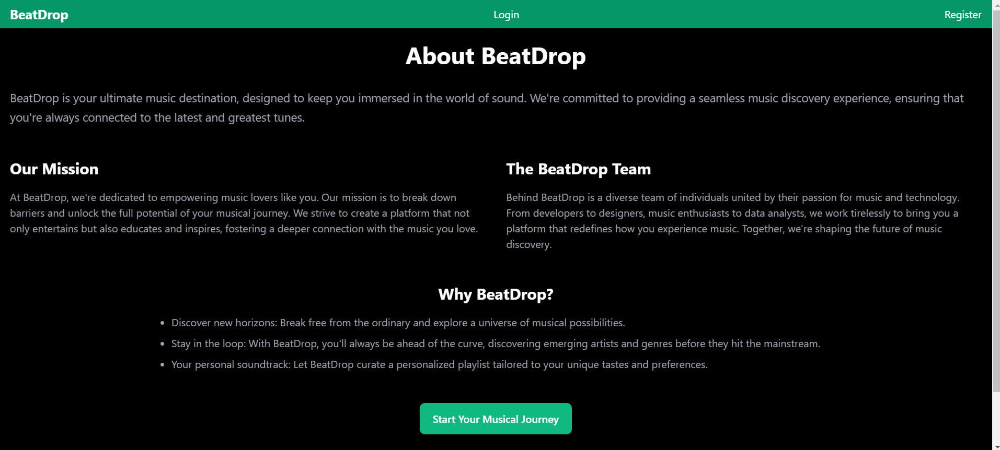 BeatDrop
Login
Register
About BeatDrop
BeatDrop is your ultimate music destination, designed to keep you immersed in the world of sound. We're committed to providing a seamless music discovery experience, ensuring that
you're always connected to the latest and greatest tunes.
Our Mission
At BeatDrop, we're dedicated to empowering music lovers like you. Our mission is to break down
barriers and unlock the full potential of your musical journey. We strive to create a platform that not
only entertains but also educates and inspires, fostering a deeper connection with the music you love.
The BeatDrop Team
Behind BeatDrop is a diverse team of individuals united by their passion for music and technology.
From developers to designers, music enthusiasts to data analysts, we work tirelessly to bring you a
platform that redefines how you experience music. Together, we're shaping the future of music
discovery.
Why BeatDrop?
• Discover new horizons: Break free from the ordinary and explore a universe of musical possibilities.
• Stay in the loop: With BeatDrop, you'll always be ahead of the curve, discovering emerging artists and genres before they hit the mainstream.
• Your personal soundtrack: Let BeatDrop curate a personalized playlist tailored to your unique tastes and preferences.
Start Your Musical Journey